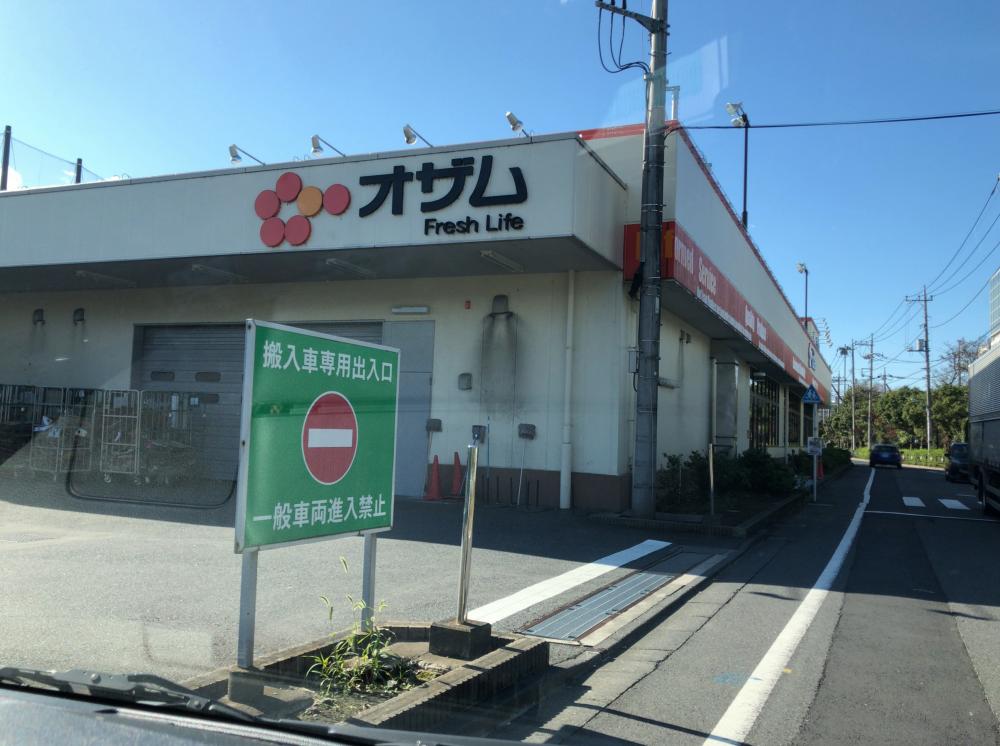 オザム
Fresh Life
搬入車専用出入口
一般車両進入禁止
Service